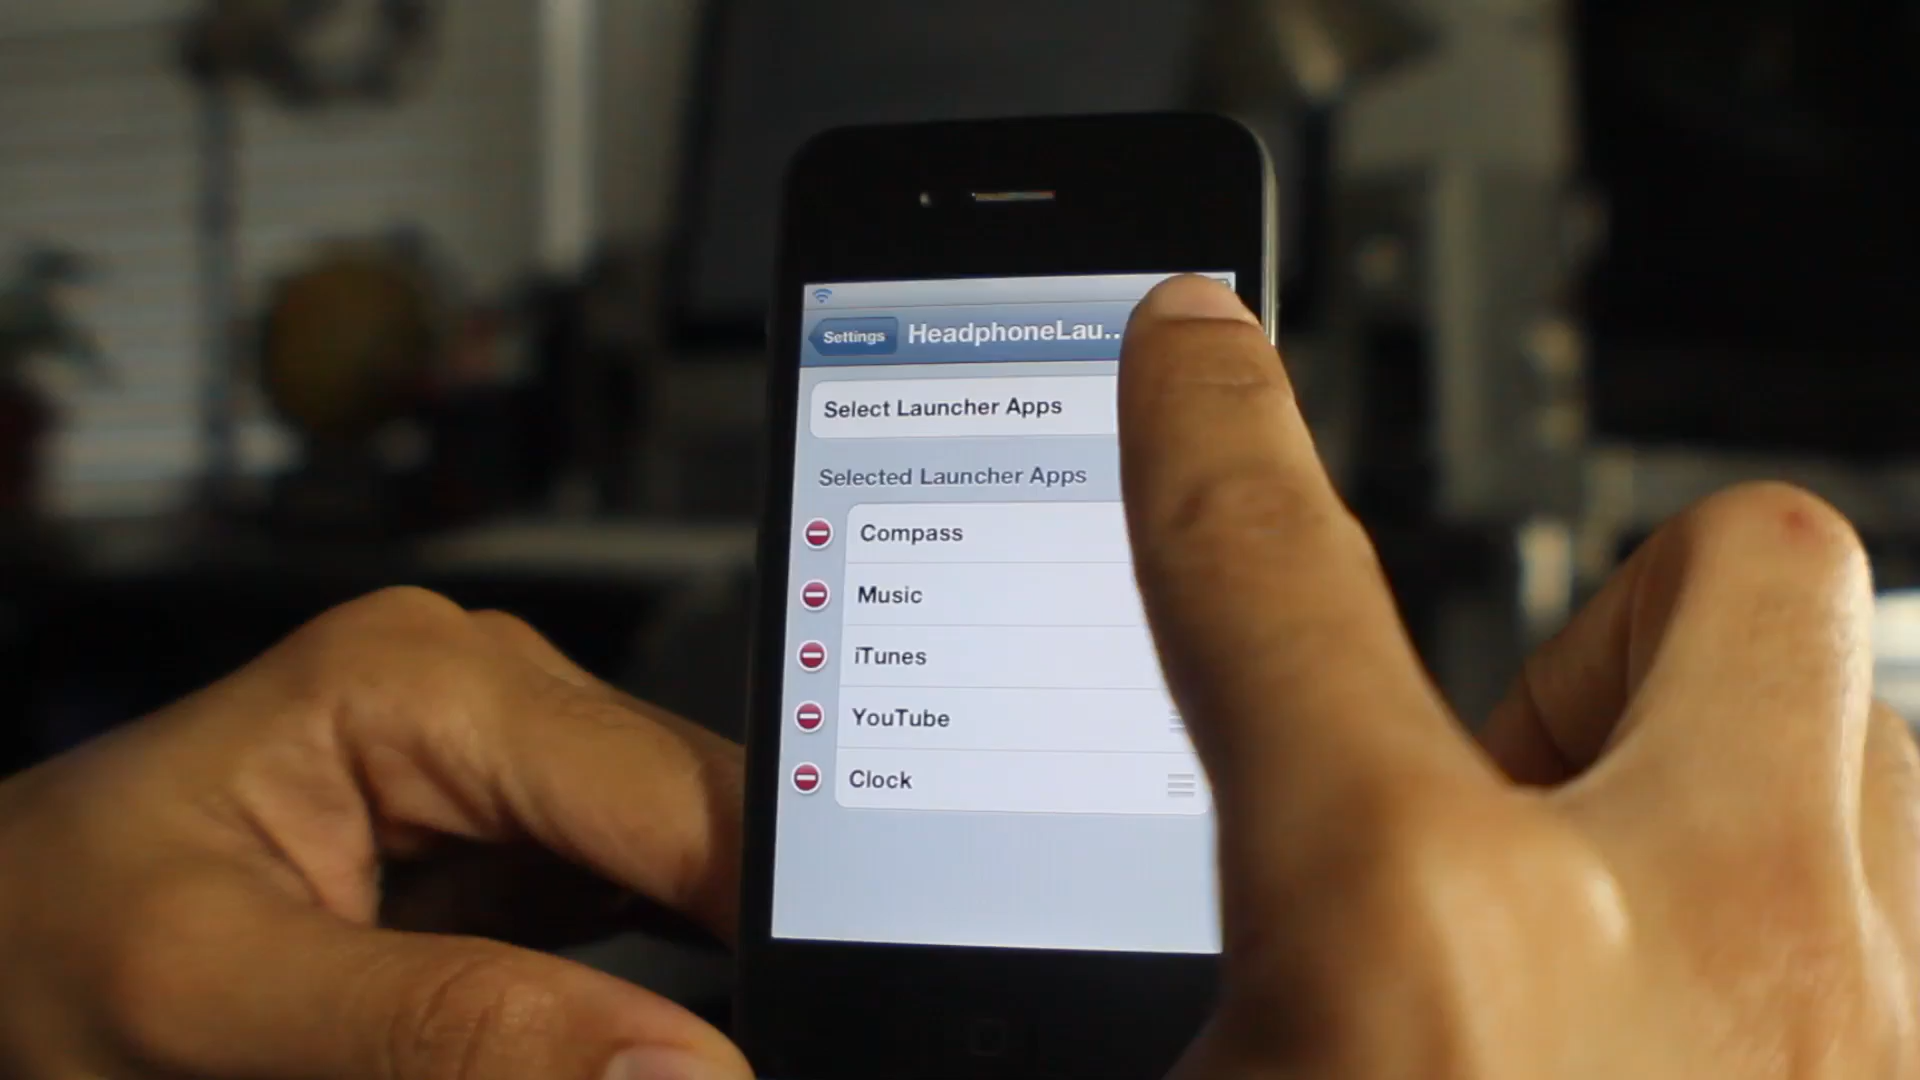 Settings
HeadphoneLau...
Select Launcher Apps
Selected Launcher Apps
Compass
Music
iTunes
YouTube
Clock